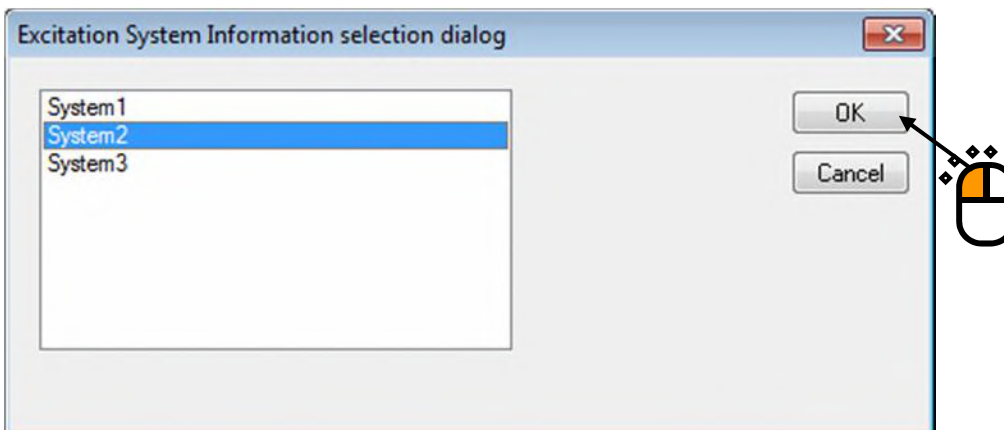 Excitation System Information selection dialog
System1
System2
System3
OK
Cancel